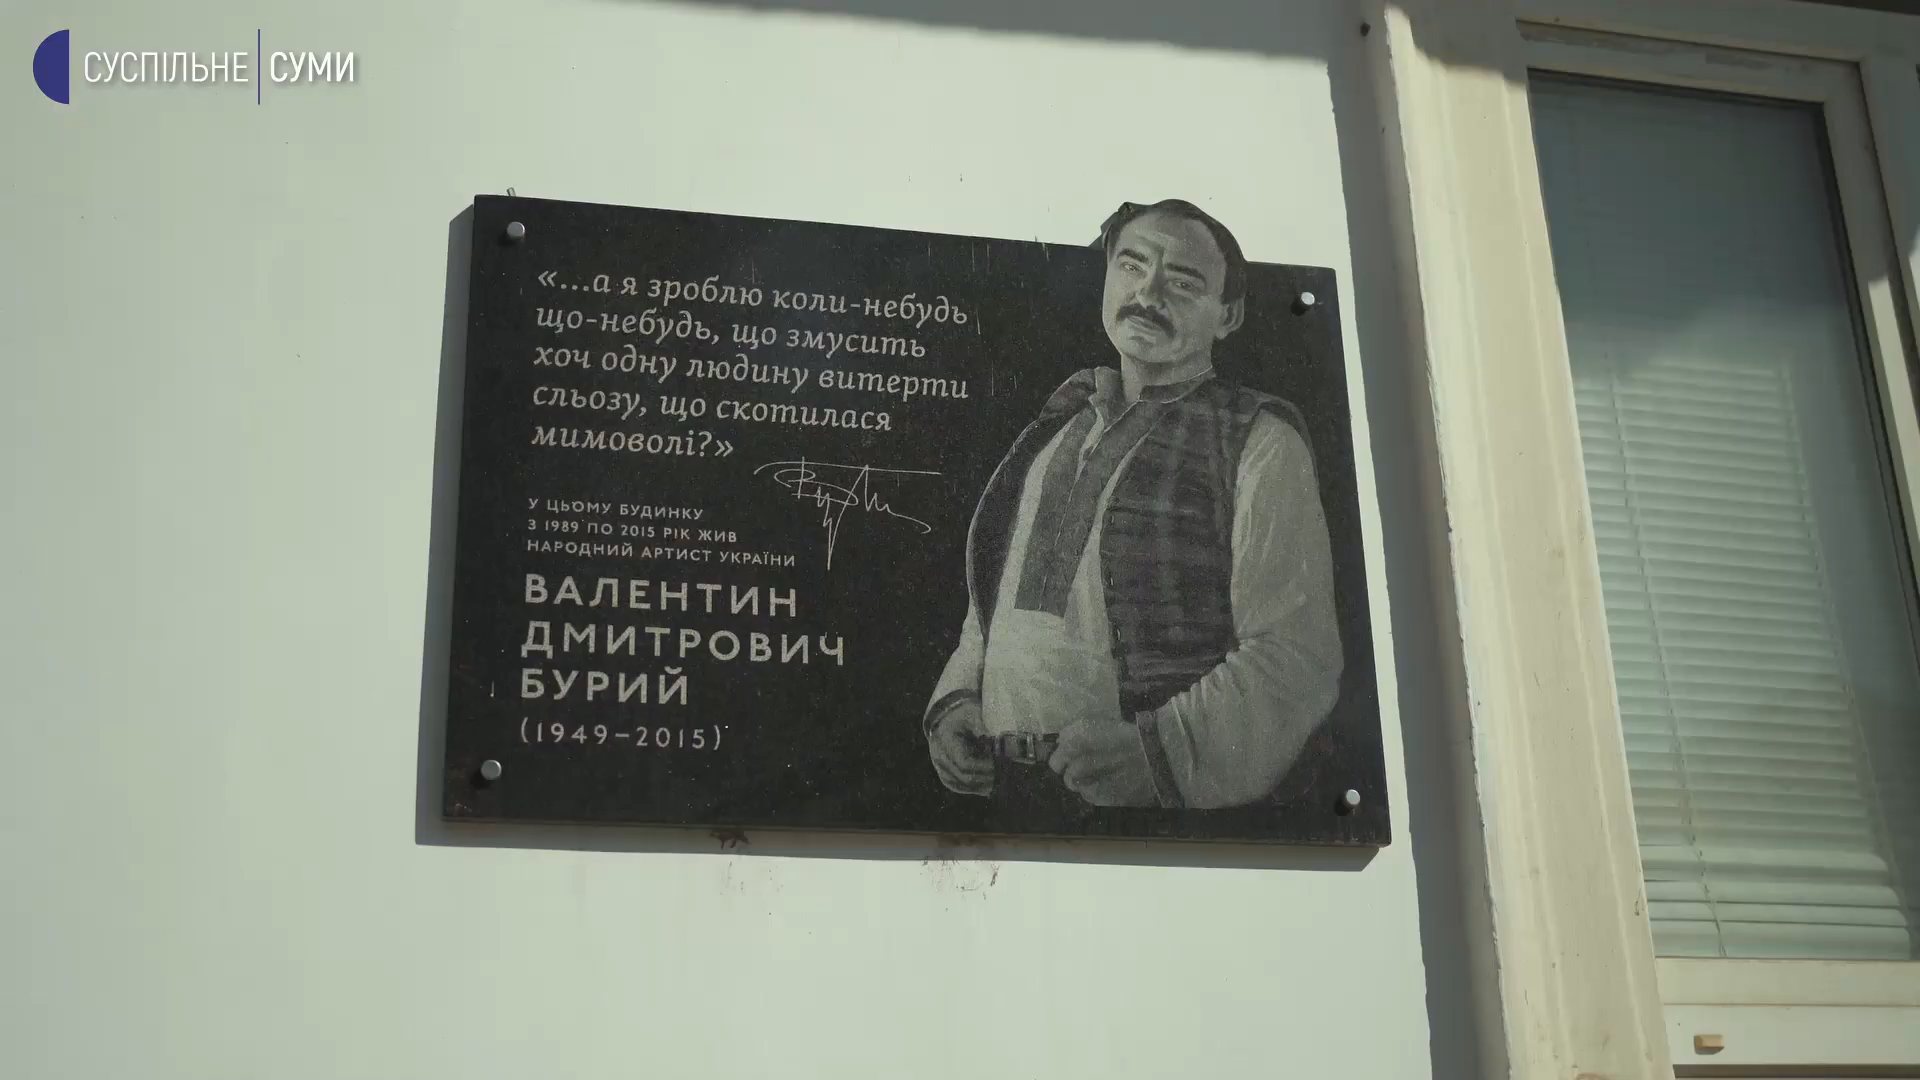 СУСПІЛЬНЕ СУМИ
«...а я зроблю коли-небудь
що-небудь, що змусить
хоч одну людину витерти
сльозу, що скотилася
мимоволі?»
У ЦЬОМУ БУДИНКУ
З 1989 ПО 2015 РІК ЖИВ
НАРОДНИЙ АРТИСТ УКРАЇНИ
ВАЛЕНТИН
ДМИТРОВИЧ
БУРИЙ
(1949–2015)